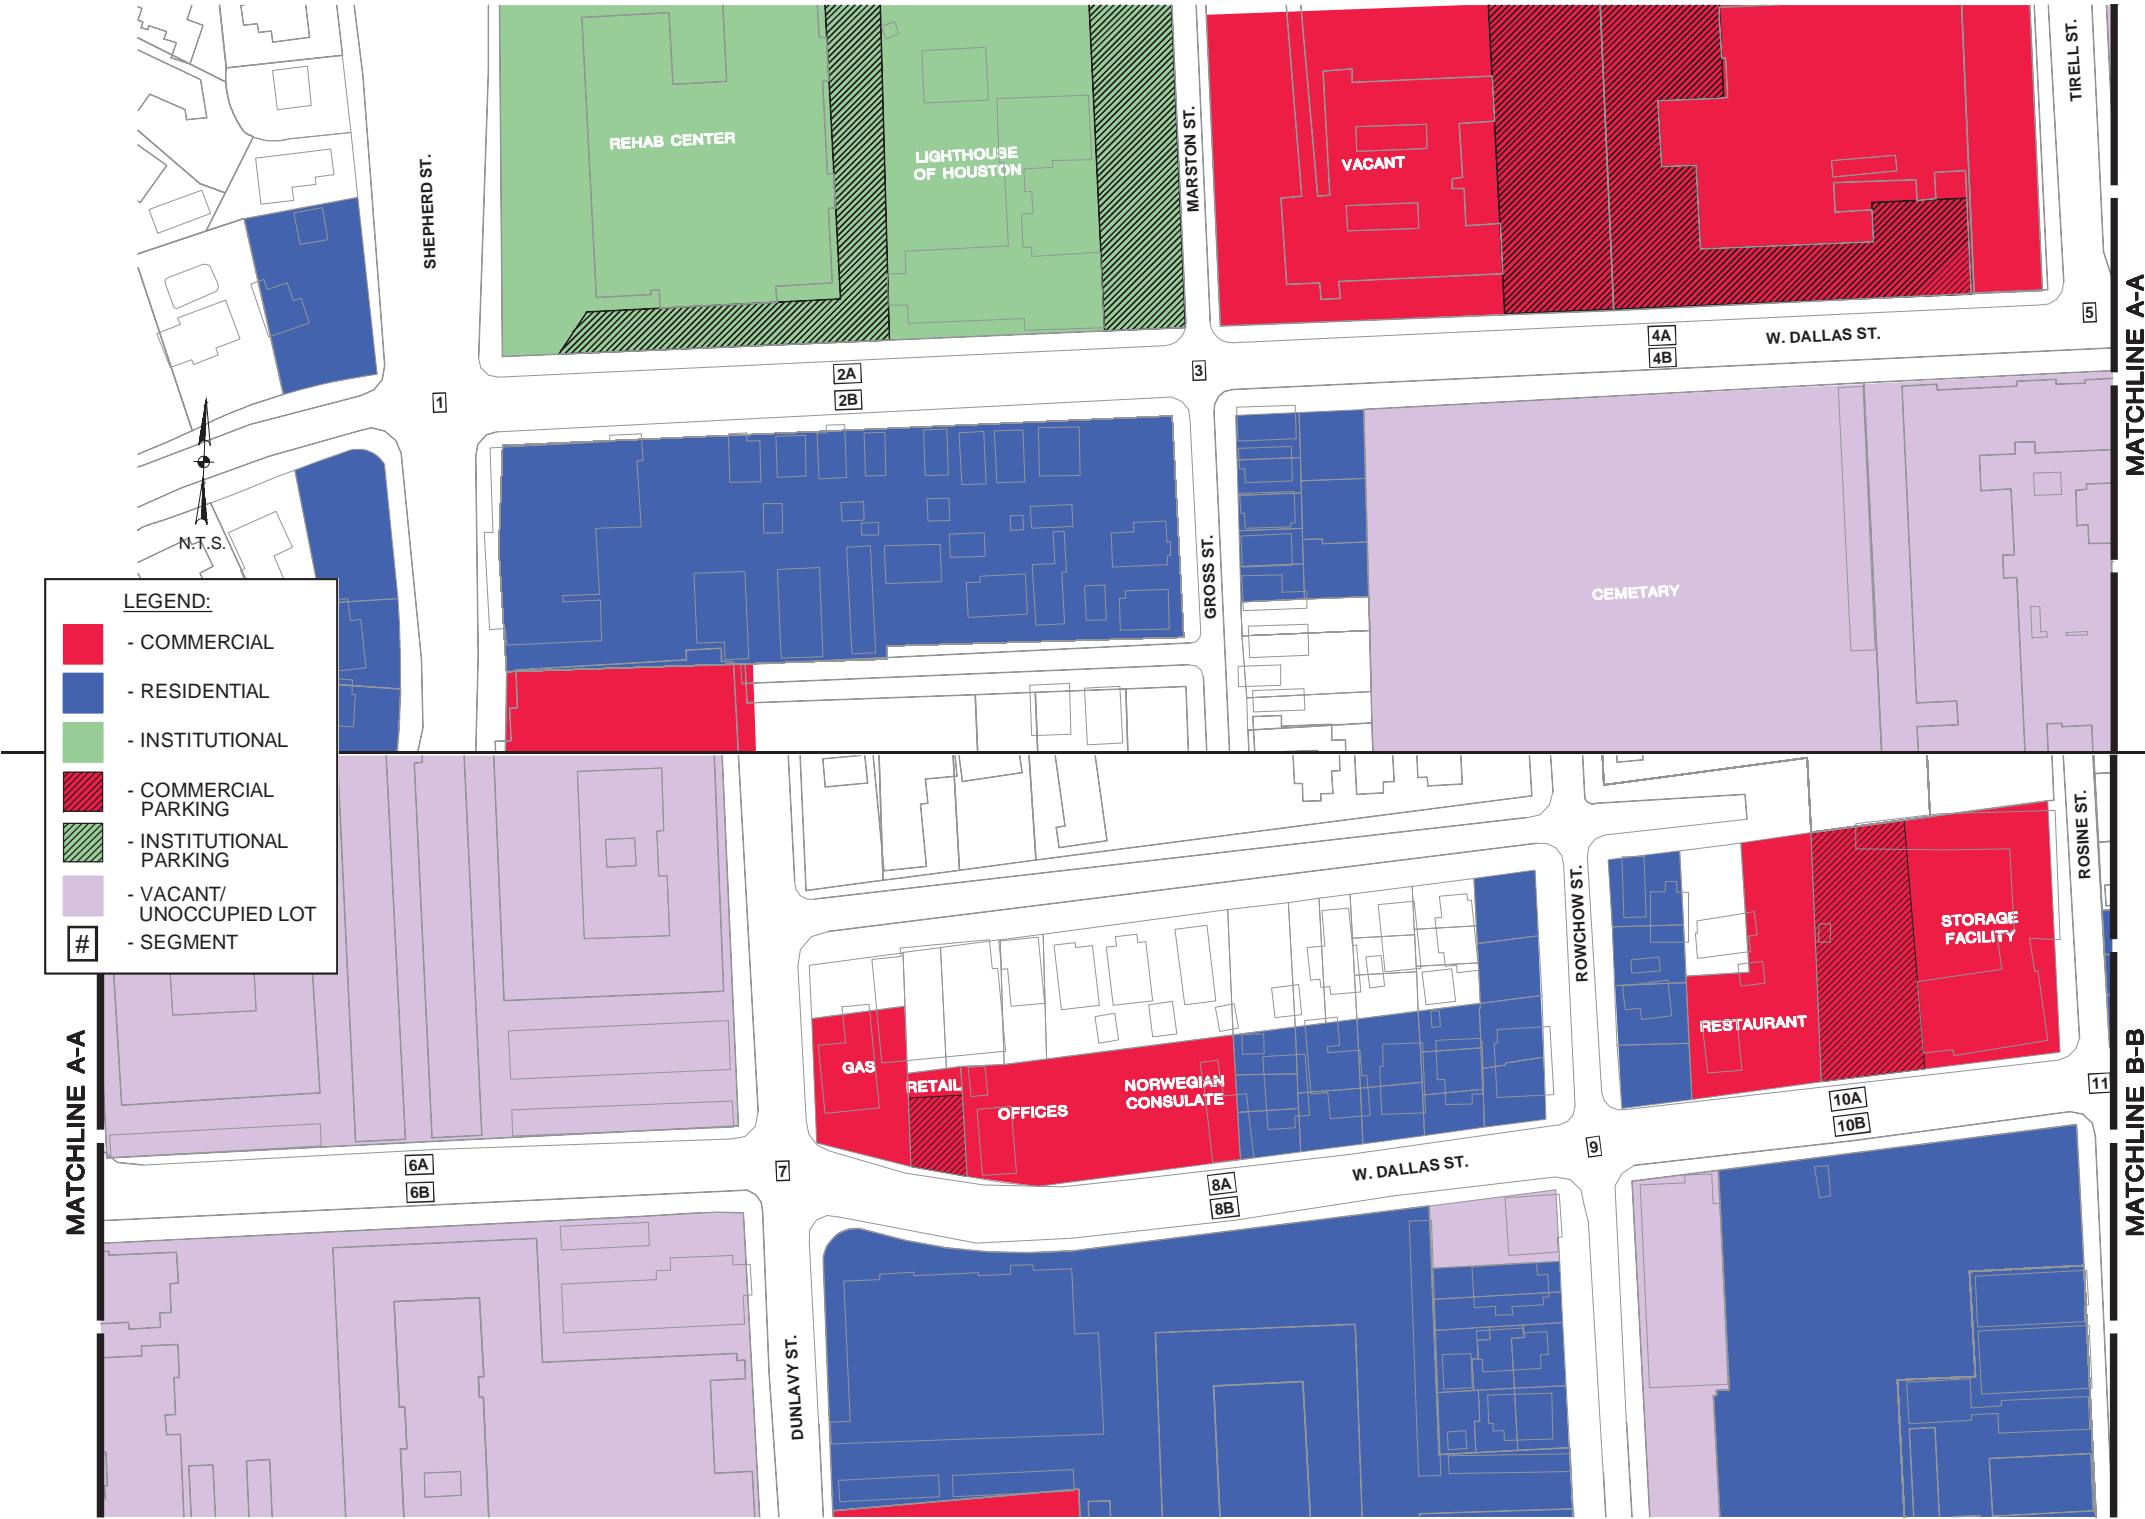 REHAB CENTER
LIGHTHOUSE
OF HOUSTON
VACANT
SHEPHERD ST.
MARSTON ST.
TIRELL ST.
MATCHLINE A-A
1
2A
2B
3
4A
4B
W. DALLAS ST.
5
N.T.S.
GROSS ST.
CEMETARY
LEGEND:
- COMMERCIAL
- RESIDENTIAL
- INSTITUTIONAL
- COMMERCIAL
PARKING
- INSTITUTIONAL
PARKING
- VACANT/
UNOCCUPIED LOT
# - SEGMENT
MATCHLINE A-A
6A
6B
7
DUNLAVY ST.
GAS
RETAIL
OFFICES
NORWEGIAN
CONSULATE
8A
8B
W. DALLAS ST.
ROWCHOW ST.
9
RESTAURANT
STORAGE
FACILITY
ROSINE ST.
10A
10B
11
MATCHLINE B-B